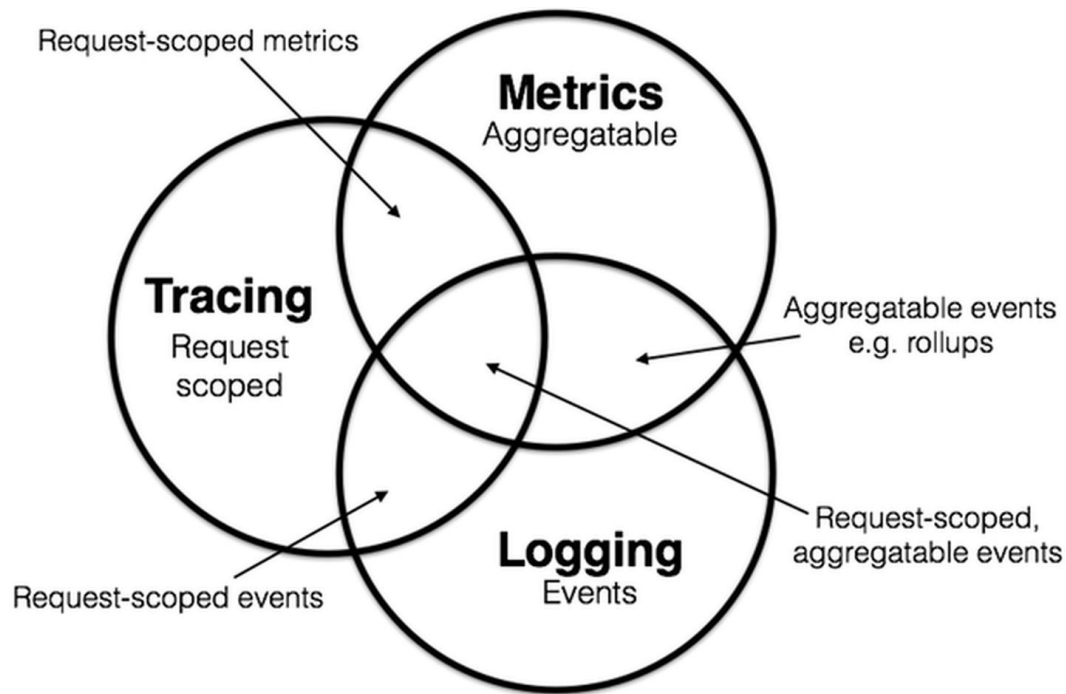 Request-scoped metrics
Metrics
Aggregatable
Tracing
Request
scoped
Aggregatable events
e.g. rollups
Request-scoped,
aggregatable events
Logging
Events
Request-scoped events